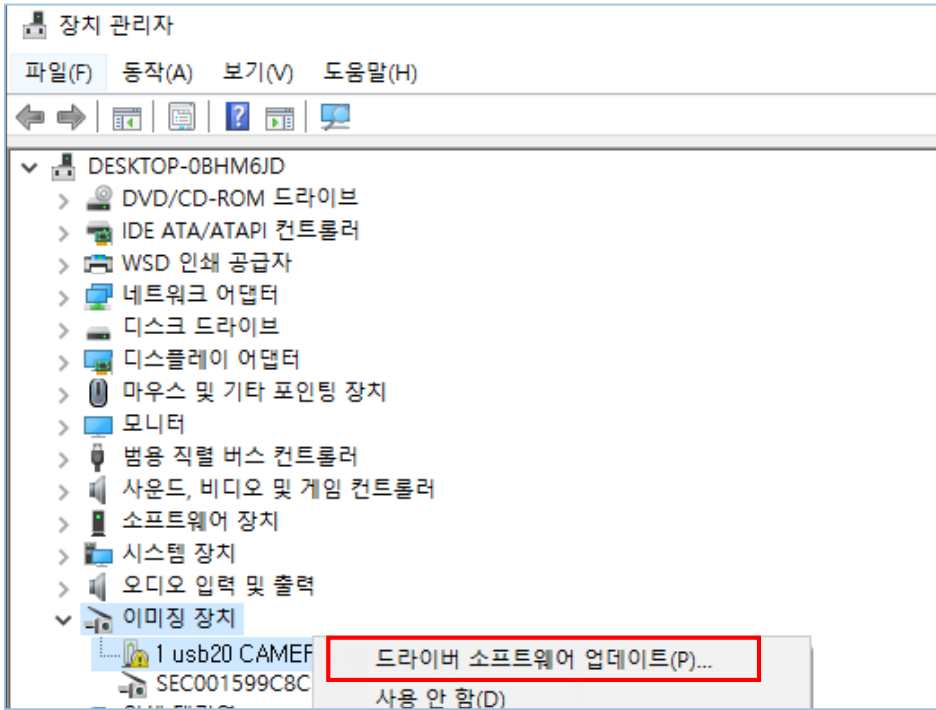 장치 관리자
파일(F) 동작(A) 보기(V) 도움말(H)
DESKTOP-0BHM6JD
DVD/CD-ROM 드라이브
IDE ATA/ATAPI 컨트롤러
WSD 인쇄 공급자
네트워크 어댑터
디스크 드라이브
디스플레이 어댑터
마우스 및 기타 포인팅 장치
모니터
범용 직렬 버스 컨트롤러
사운드, 비디오 및 게임 컨트롤러
소프트웨어 장치
시스템 장치
오디오 입력 및 출력
이미징 장치
1 usb20 CAMER
드라이버 소프트웨어 업데이트(P)...
SEC001599C8C
사용 안 함(D)